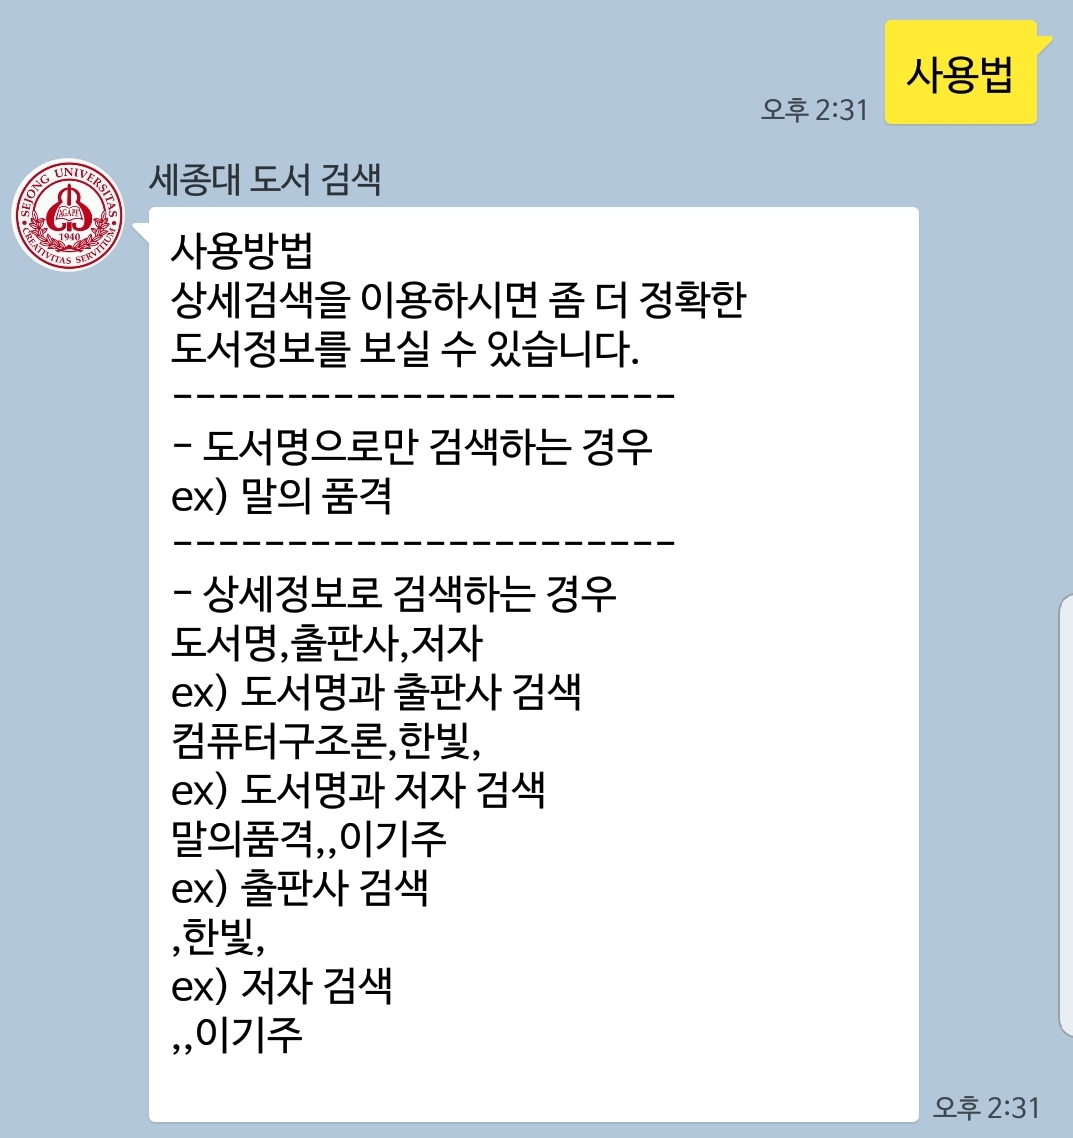 사용법
오후 2:31
세종대 도서 검색
SEJONG UNIVERSITAS
AGAPE
1940
CREATIVITAS SERVITIUM
사용방법
상세검색을 이용하시면 좀 더 정확한
도서정보를 보실 수 있습니다.
----------------------
- 도서명으로만 검색하는 경우
ex) 말의 품격
----------------------
- 상세정보로 검색하는 경우
도서명,출판사,저자
ex) 도서명과 출판사 검색
컴퓨터구조론,한빛,
ex) 도서명과 저자 검색
말의품격,,이기주
ex) 출판사 검색
,한빛,
ex) 저자 검색
,,이기주
오후 2:31